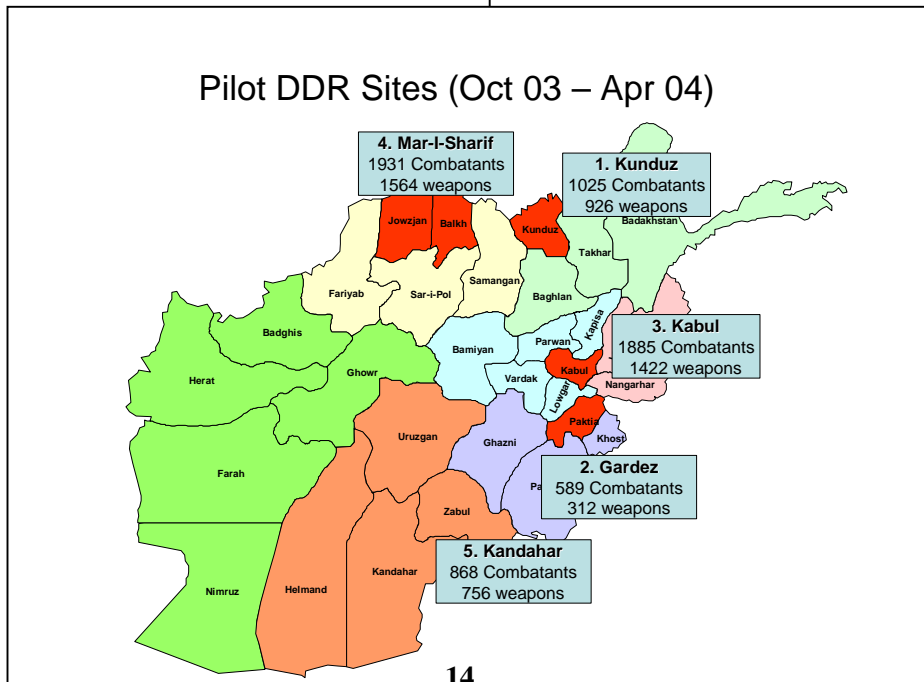 Pilot DDR Sites (Oct 03 – Apr 04)
4. Mar-I-Sharif
1931 Combatants
1564 weapons
1. Kunduz
1025 Combatants
926 weapons
Badakhstan
Jowzjan
Balkh
Kunduz
Takhar
Fariyab
Sar-i-Pol
Samangan
Baghlan
Kapisa
Badghis
Parwan
3. Kabul
1885 Combatants
1422 weapons
Herat
Ghowr
Bamiyan
Kabul
Vardak
Lowgar
Nangarhar
Uruzgan
Ghazni
Paktia
Khost
Farah
Pa
2. Gardez
589 Combatants
312 weapons
Zabul
5. Kandahar
868 Combatants
756 weapons
Nimruz
Helmand
Kandahar
14